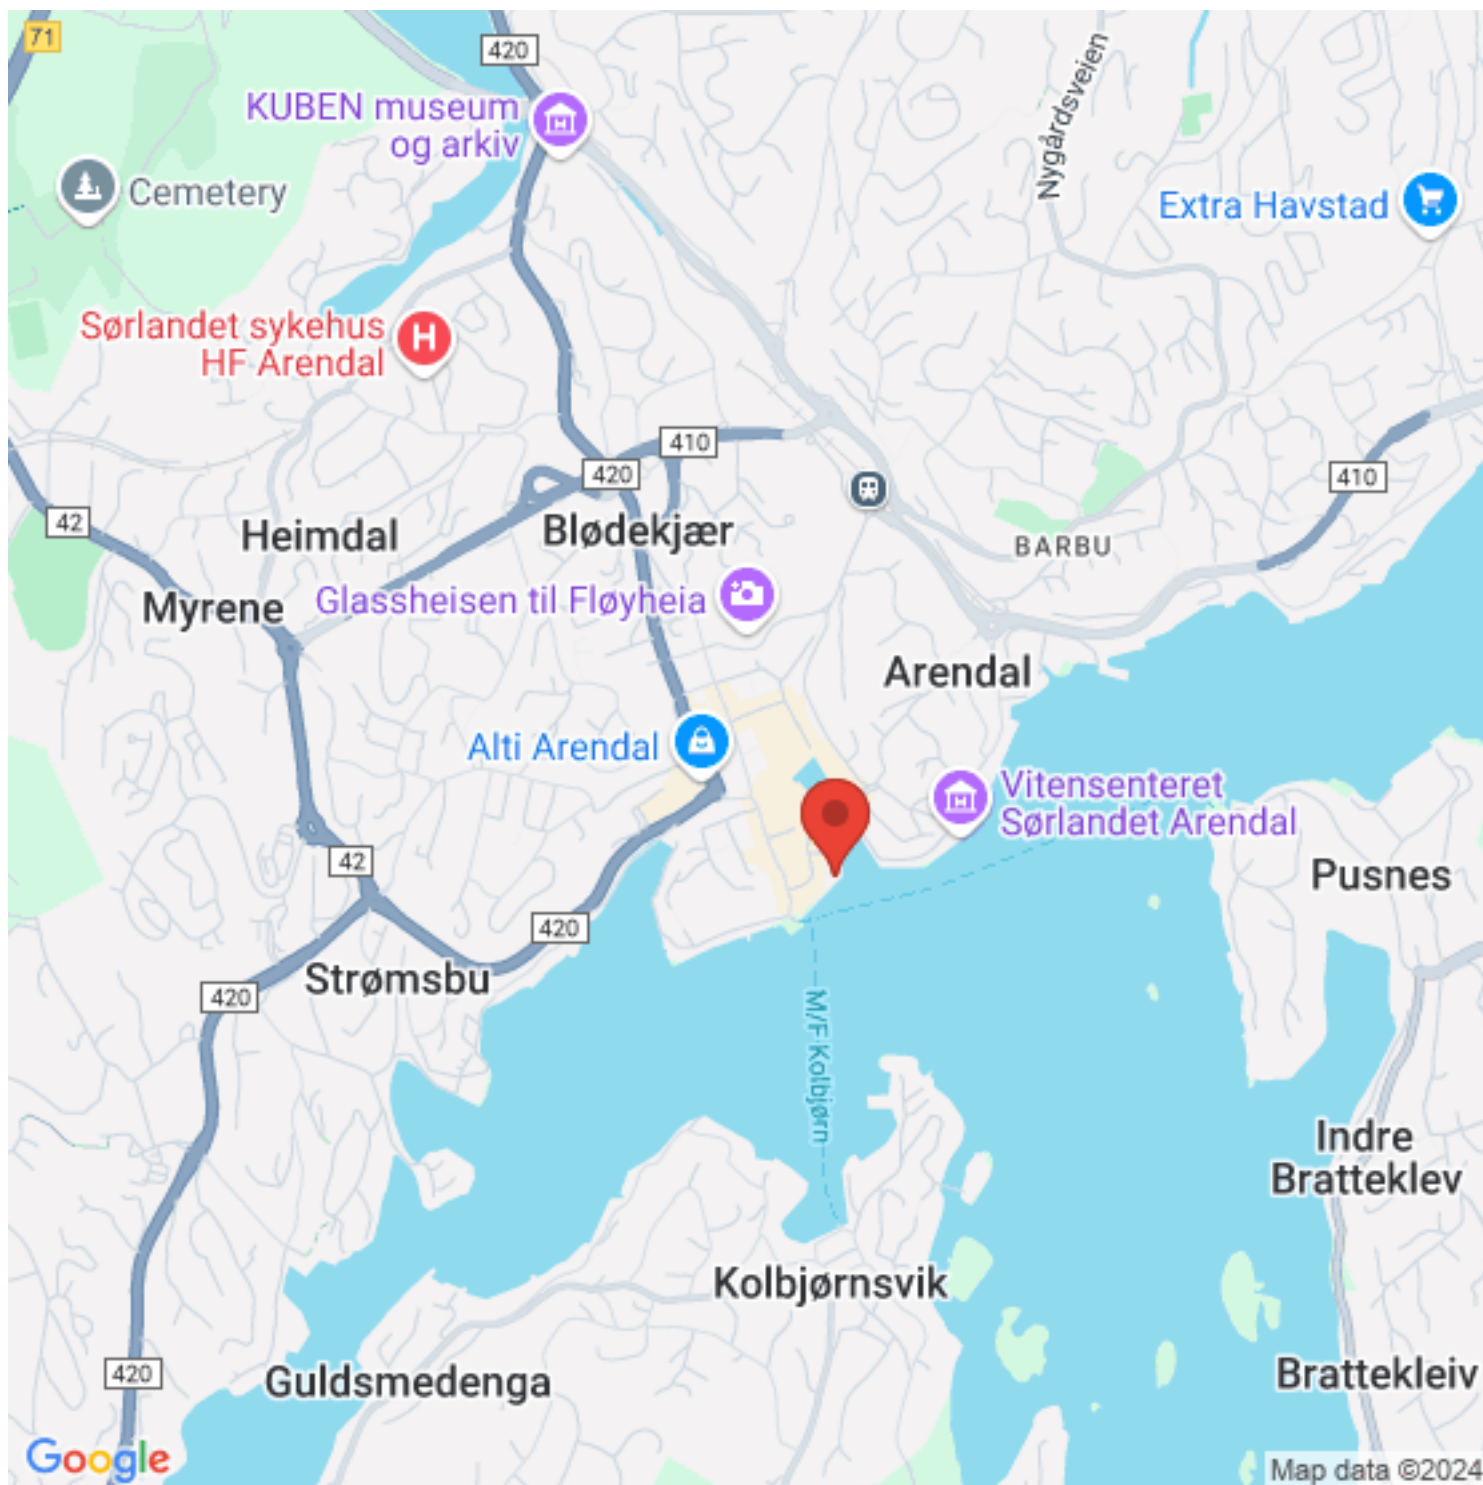 71
420
Nygårdsveien
KUBEN museum
og arkiv
Cemetery
Extra Havstad
Sørlandet sykehus
HF Arendal
410
420
410
42
Heimdal
Blødekjær
BARBU
Glassheisen til Fløyheia
Myrene
Arendal
Alti Arendal
Vitensenteret
Sørlandet Arendal
42
Pusnes
420
Strømsbu
420
M/F Kolbjørn
Indre
Bratteklev
Kolbjørnsvik
420
Guldsmedenga
Brattekleiv
Google
Map data ©2024